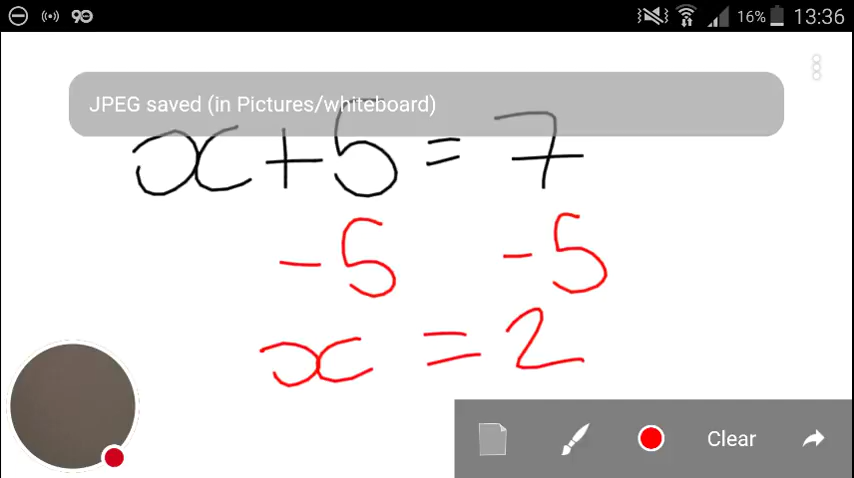 16% 13:36
JPEG saved (in Pictures/whiteboard)
x+5=7
-5 -5
x=2
Clear